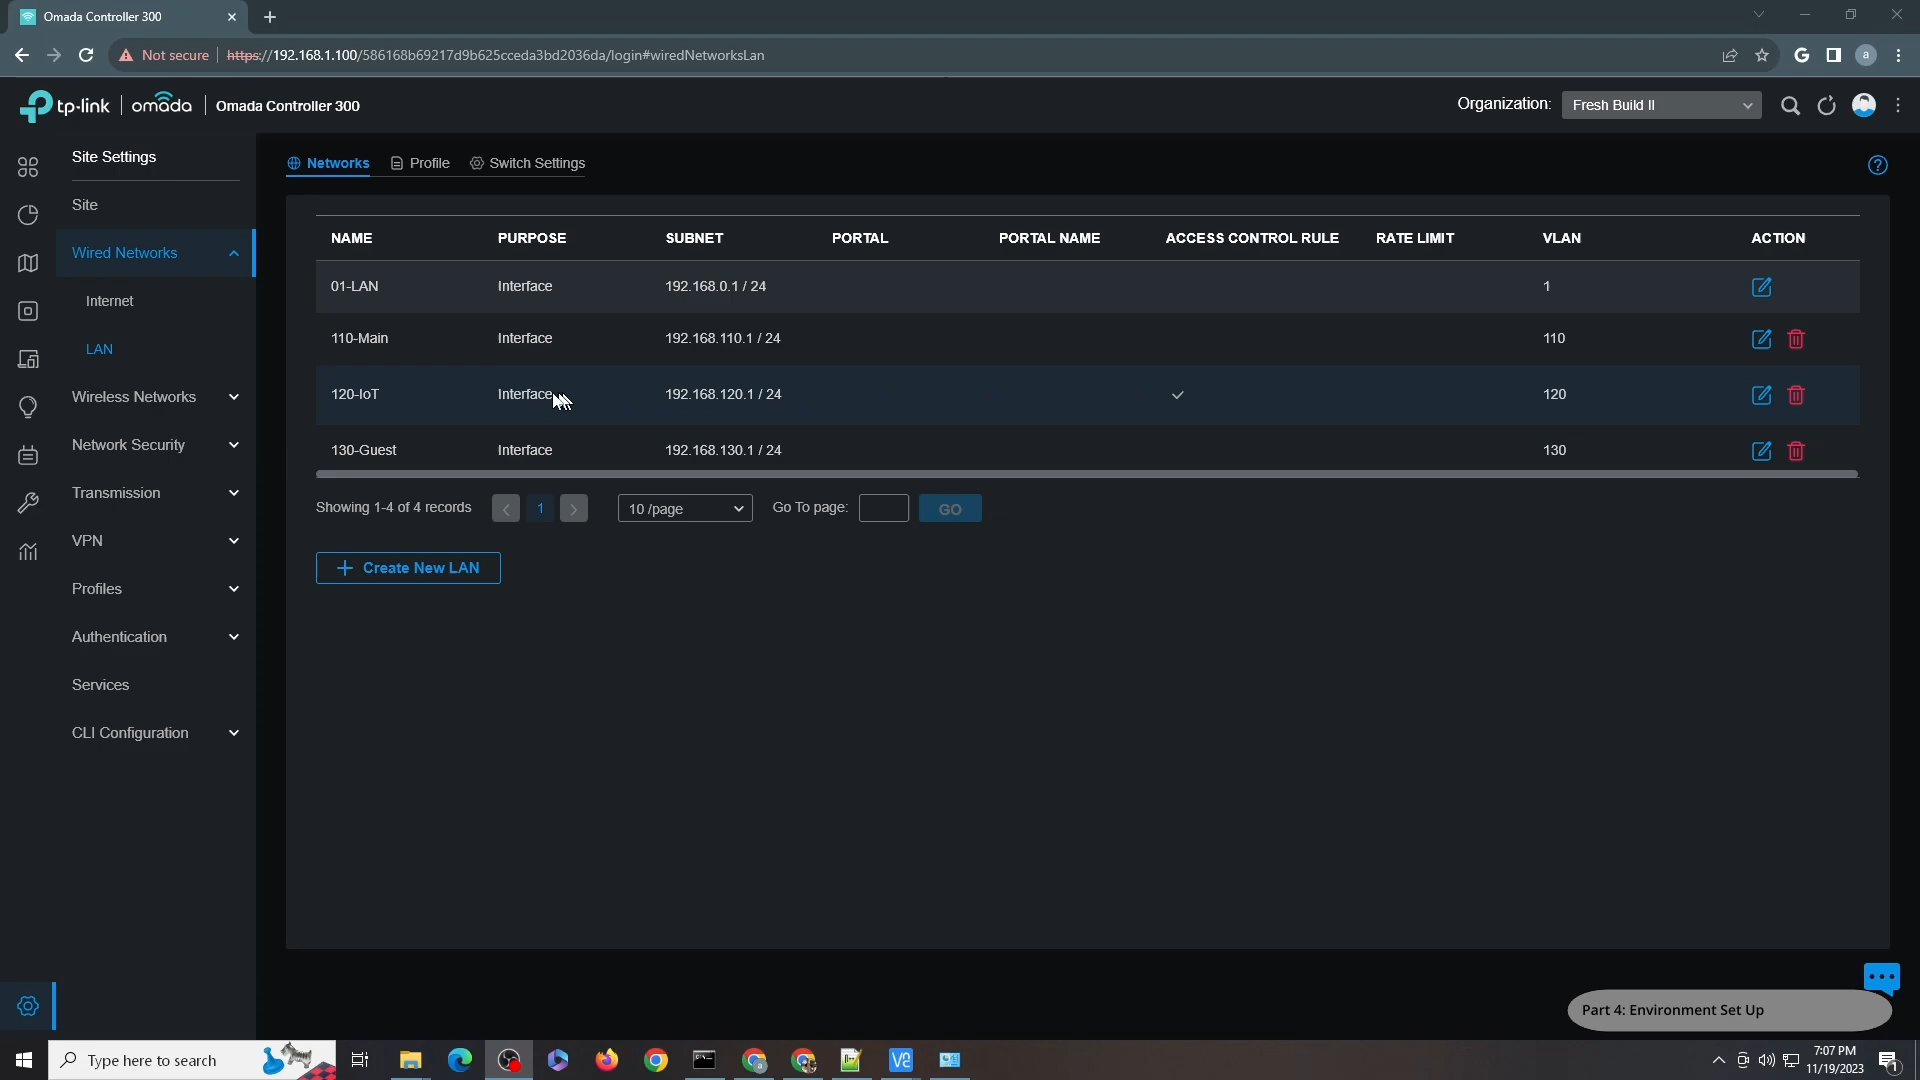 Omada Controller 300
Not secure https://192.168.1.100/586168b69217d9b625cceda3bd2036da/login#wiredNetworksLan
a
tp-link omada Omada Controller 300 Organization: Fresh Build II
Site Settings
Site
Wired Networks
Internet
LAN
Wireless Networks
Network Security
Transmission
VPN
Profiles
Authentication
Services
CLI Configuration
Networks Profile Switch Settings
NAME PURPOSE SUBNET PORTAL PORTAL NAME ACCESS CONTROL RULE RATE LIMIT VLAN ACTION
01-LAN Interface 192.168.0.1 / 24 1
110-Main Interface 192.168.110.1 / 24 110
120-IoT Interface 192.168.120.1 / 24 120
130-Guest Interface 192.168.130.1 / 24 130
Showing 1-4 of 4 records < 1 > 10 /page Go To page: GO
+ Create New LAN
Part 4: Environment Set Up
Type here to search
7:07 PM
11/19/2023
1